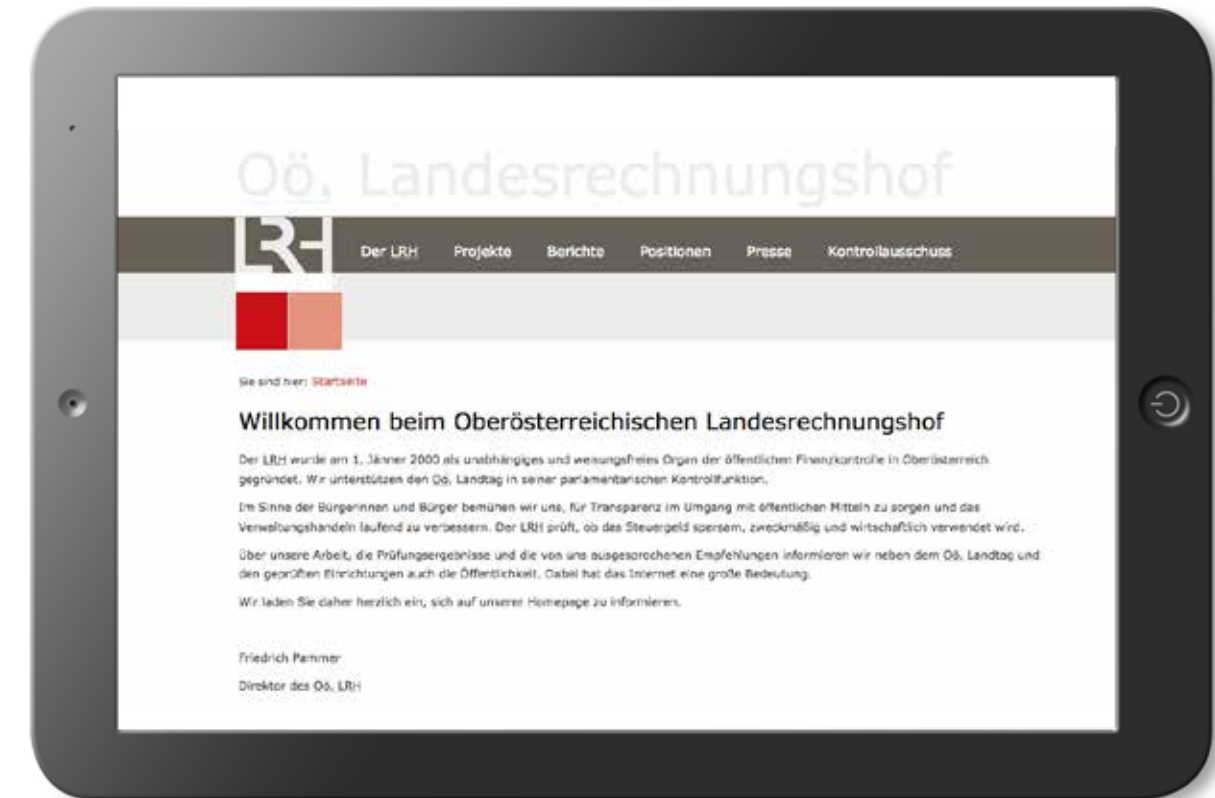 Oö. Landesrechnungshof
LRH
Der LRH Projekte Berichte Positionen Presse Kontrollausschuss
Sie sind hier: Startseite
Willkommen beim Oberösterreichischen Landesrechnungshof
Der LRH wurde am 1. Jänner 2000 als unabhängiges und weisungsfreies Organ der öffentlichen Finanzkontrolle in Oberösterreich
gegründet. Wir unterstützen den Oö. Landtag in seiner parlamentarischen Kontrollfunktion.
Im Sinne der Bürgerinnen und Bürger bemühen wir uns, für Transparenz im Umgang mit öffentlichen Mitteln zu sorgen und das
Verwaltungshandeln laufend zu verbessern. Der LRH prüft, ob das Steuergeld sparsam, zweckmäßig und wirtschaftlich verwendet wird.
Über unsere Arbeit, die Prüfungsergebnisse und die von uns ausgesprochenen Empfehlungen informieren wir neben dem Oö. Landtag und
den geprüften Einrichtungen auch die Öffentlichkeit. Dabei hat das Internet eine große Bedeutung.
Wir laden Sie daher herzlich ein, sich auf unserer Homepage zu informieren.
Friedrich Pammer
Direktor des Oö. LRH